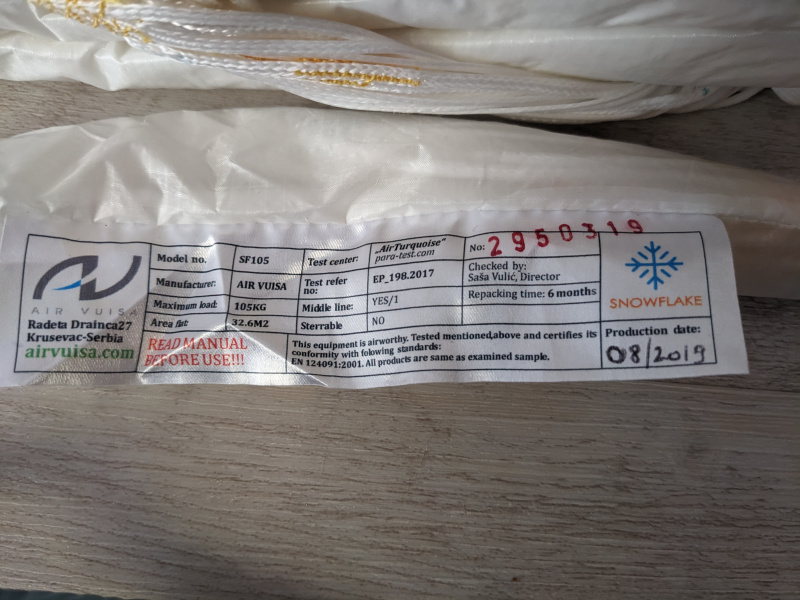 AIR VUISA
Radeta Drainca27
Krusevac-Serbia
airvuisa.com
Model no. SF105
Manufacturer: AIR VUISA
Maximum load: 105KG
Area flat: 32.6M2
READ MANUAL
BEFORE USE!!!
Test center: „AirTurquoise"
para-test.com
Test refer
no: EP_198.2017
Middle line: YES/1
Sterrable NO
This equipment is airworthy. Tested mentioned,above and certifies its
conformity with folowing standards:
EN 124091:2001. All products are same as examined sample.
No: 2950319
Checked by:
Saša Vulić, Director
Repacking time: 6 months
SNOWFLAKE
Production date:
08/2019